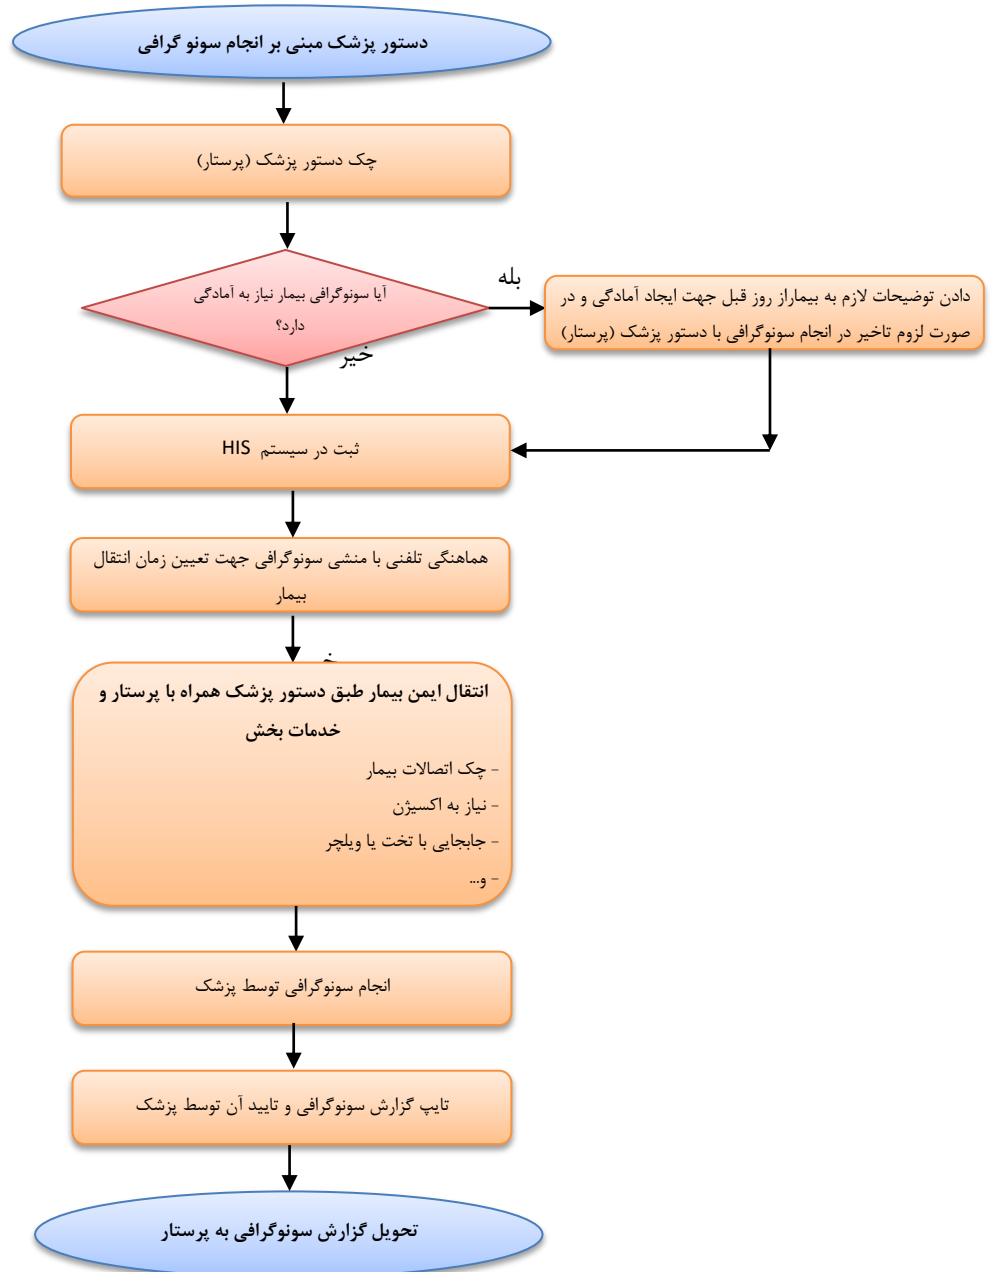 دستور پزشک مبنی بر انجام سونو گرافی
چک دستور پزشک (پرستار)
آیا سونوگرافی بیمار نیاز به آمادگی
دارد؟
بله
دادن توضیحات لازم به بیماراز روز قبل جهت ایجاد آمادگی و در
صورت لزوم تاخیر در انجام سونوگرافی با دستور پزشک (پرستار)
خیر
ثبت در سیستم HIS
هماهنگی تلفنی با منشی سونوگرافی جهت تعیین زمان انتقال
بیمار
انتقال ایمن بیمار طبق دستور پزشک همراه با پرستار و
خدمات بخش
- چک اتصالات بیمار
- نیاز به اکسیژن
- جابجایی با تخت یا ویلچر
- و...
انجام سونوگرافی توسط پزشک
تایپ گزارش سونوگرافی و تایید آن توسط پزشک
تحویل گزارش سونوگرافی به پرستار